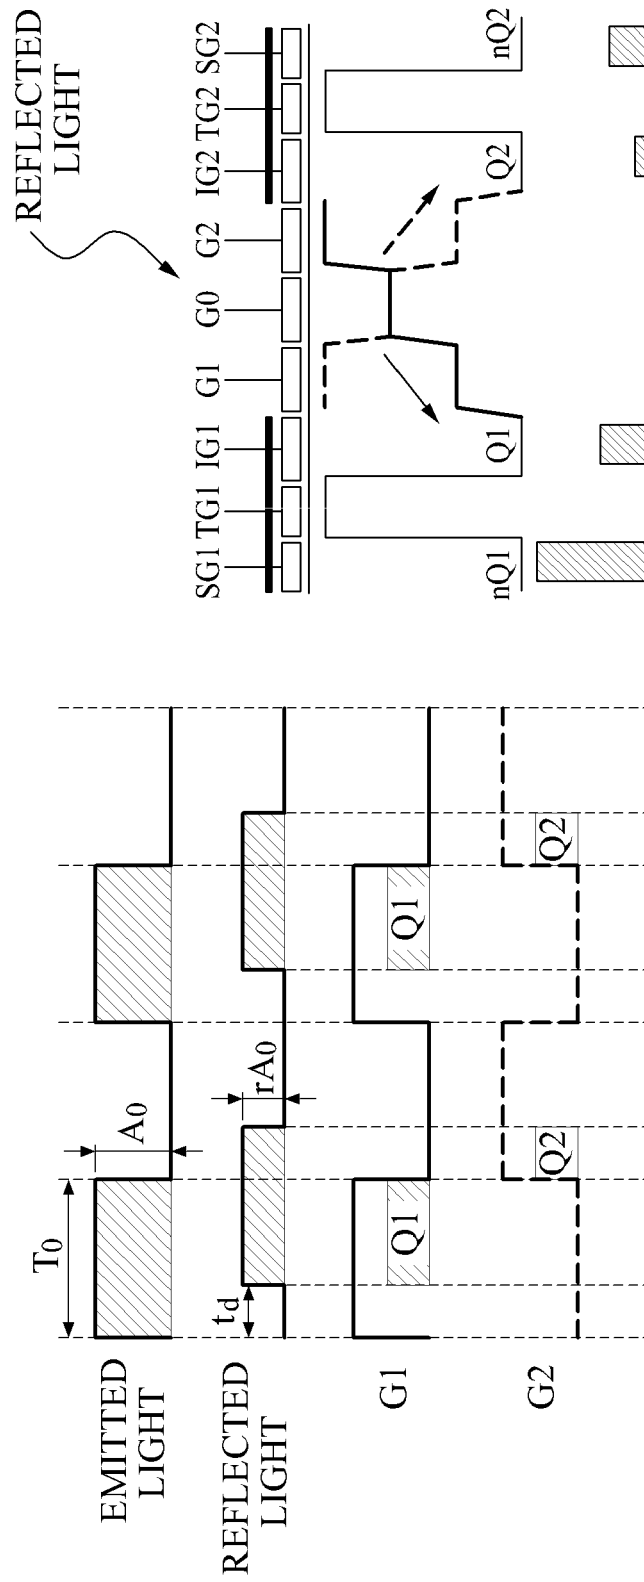 EMITTED
LIGHT
T0
A0
REFLECTED
LIGHT
td
rA0
G1
Q1
Q1
G2
Q2
Q2
REFLECTED
LIGHT
SG1 TG1 IG1 G1 G0 G2 IG2 TG2 SG2
nQ1 Q1 Q2 nQ2